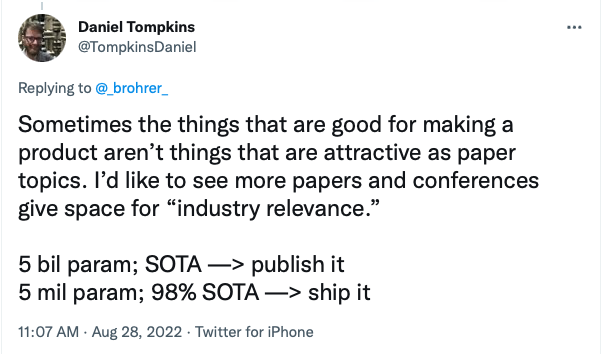 Daniel Tompkins
@TompkinsDaniel
Replying to @_brohrer_
Sometimes the things that are good for making a
product aren’t things that are attractive as paper
topics. I’d like to see more papers and conferences
give space for “industry relevance.”
5 bil param; SOTA —> publish it
5 mil param; 98% SOTA —> ship it
11:07 AM · Aug 28, 2022 · Twitter for iPhone